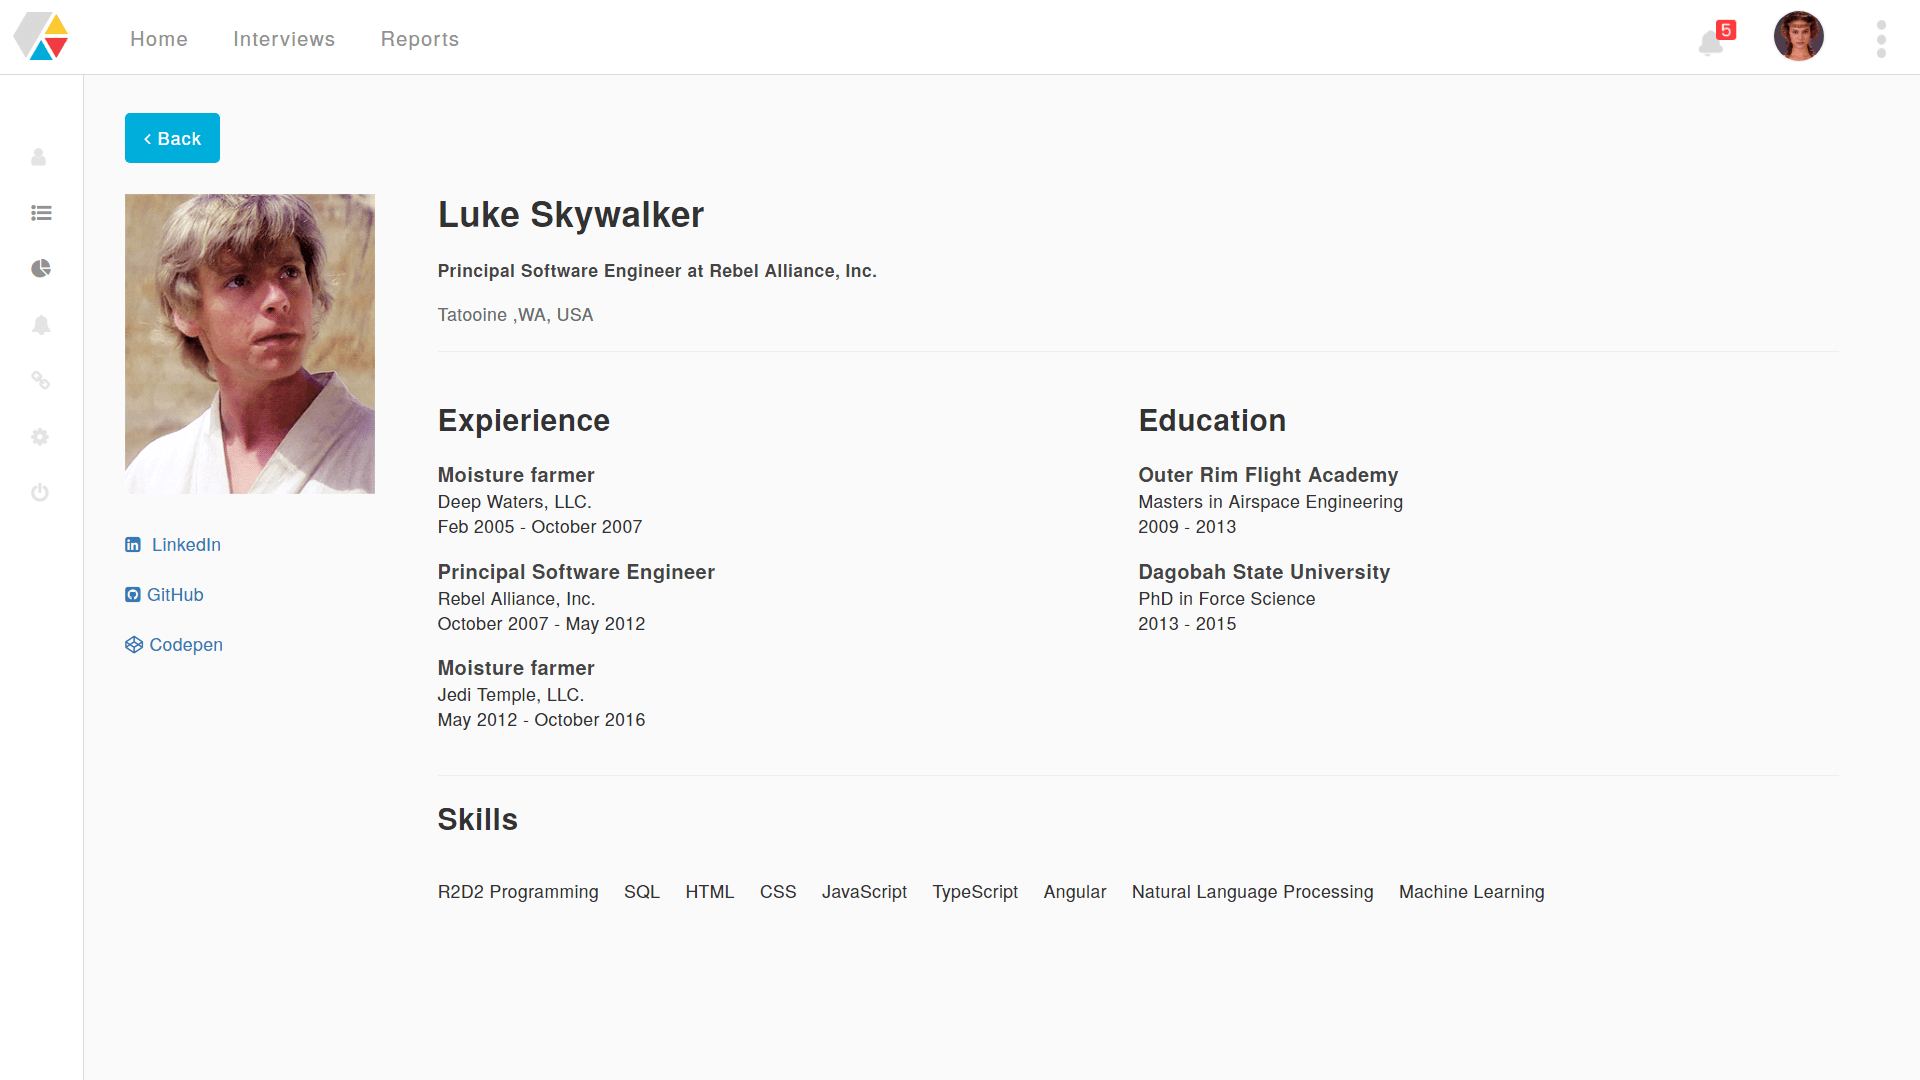 Home Interviews Reports 5
Back
Luke Skywalker
Principal Software Engineer at Rebel Alliance, Inc.
Tatooine ,WA, USA
LinkedIn
GitHub
Codepen
Expierience
Moisture farmer
Deep Waters, LLC.
Feb 2005 - October 2007
Principal Software Engineer
Rebel Alliance, Inc.
October 2007 - May 2012
Moisture farmer
Jedi Temple, LLC.
May 2012 - October 2016
Education
Outer Rim Flight Academy
Masters in Airspace Engineering
2009 - 2013
Dagobah State University
PhD in Force Science
2013 - 2015
Skills
R2D2 Programming SQL HTML CSS JavaScript TypeScript Angular Natural Language Processing Machine Learning